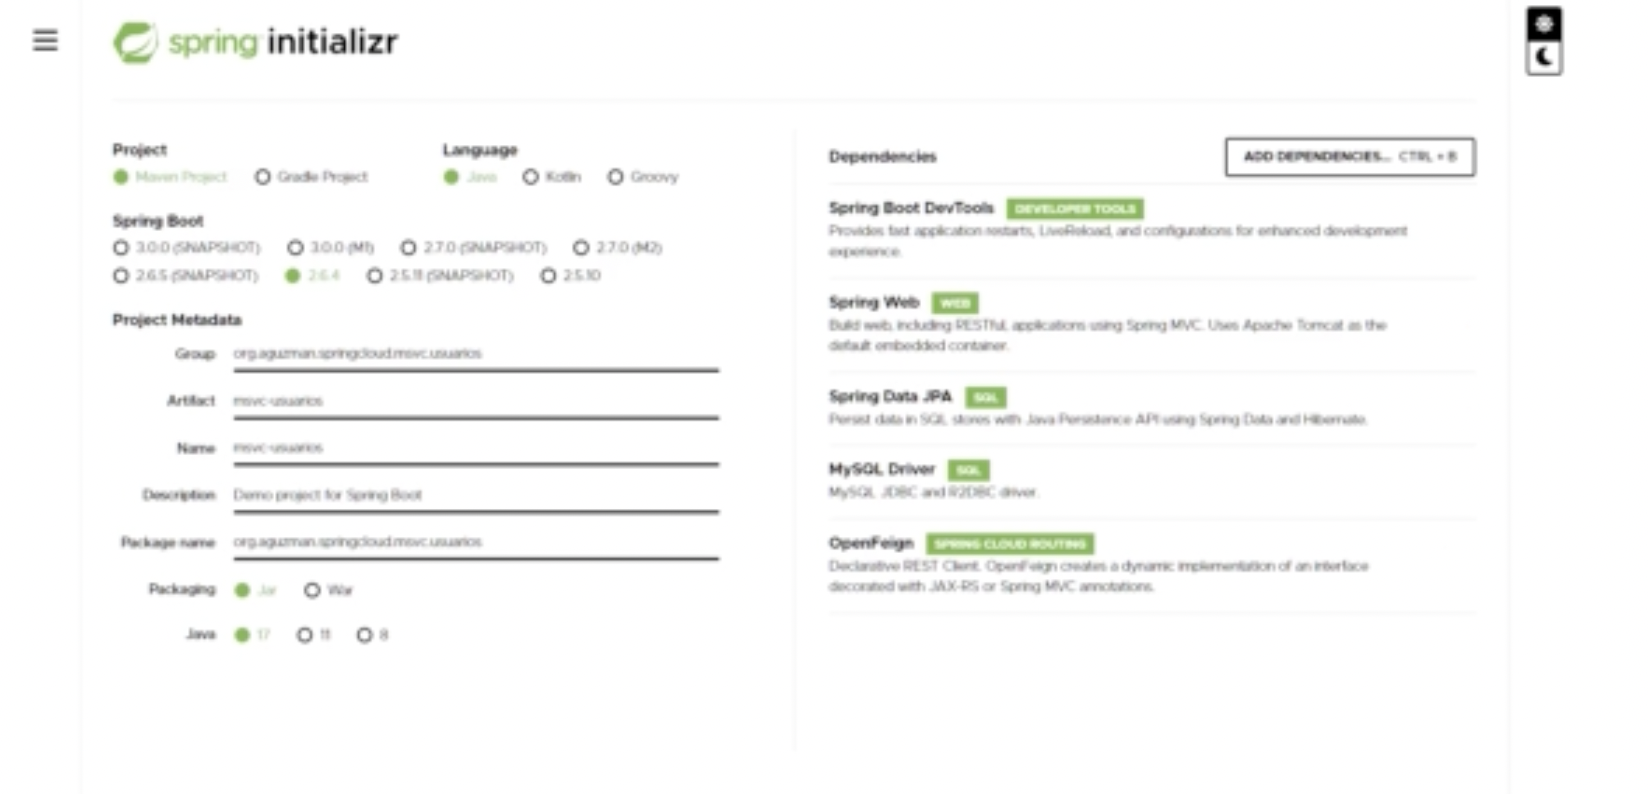 spring initializr
Project
Maven Project Gradle Project
Language
Java Kotlin Groovy
Spring Boot
3.0.0 (SNAPSHOT) 3.0.0 (M1) 2.7.0 (SNAPSHOT) 2.7.0 (M2)
2.6.5 (SNAPSHOT) 2.6.4 2.5.11 (SNAPSHOT) 2.5.10
Project Metadata
Group org.aguzman.springcloud.msvc.usuarios
Artifact msvc-usuarios
Name msvc-usuarios
Description Demo project for Spring Boot
Package name org.aguzman.springcloud.msvc.usuarios
Packaging Jar War
Java 17 11 8
Dependencies
ADD DEPENDENCIES... CTRL + B
Spring Boot DevTools DEVELOPER TOOLS
Provides fast application restarts, LiveReload, and configurations for enhanced development
experience.
Spring Web WEB
Build web, including RESTful, applications using Spring MVC. Uses Apache Tomcat as the
default embedded container.
Spring Data JPA SQL
Persist data in SQL stores with Java Persistence API using Spring Data and Hibernate.
MySQL Driver SQL
MySQL JDBC and R2DBC driver.
OpenFeign SPRING CLOUD ROUTING
Declarative REST Client. OpenFeign creates a dynamic implementation of an interface
decorated with JAX-RS or Spring MVC annotations.